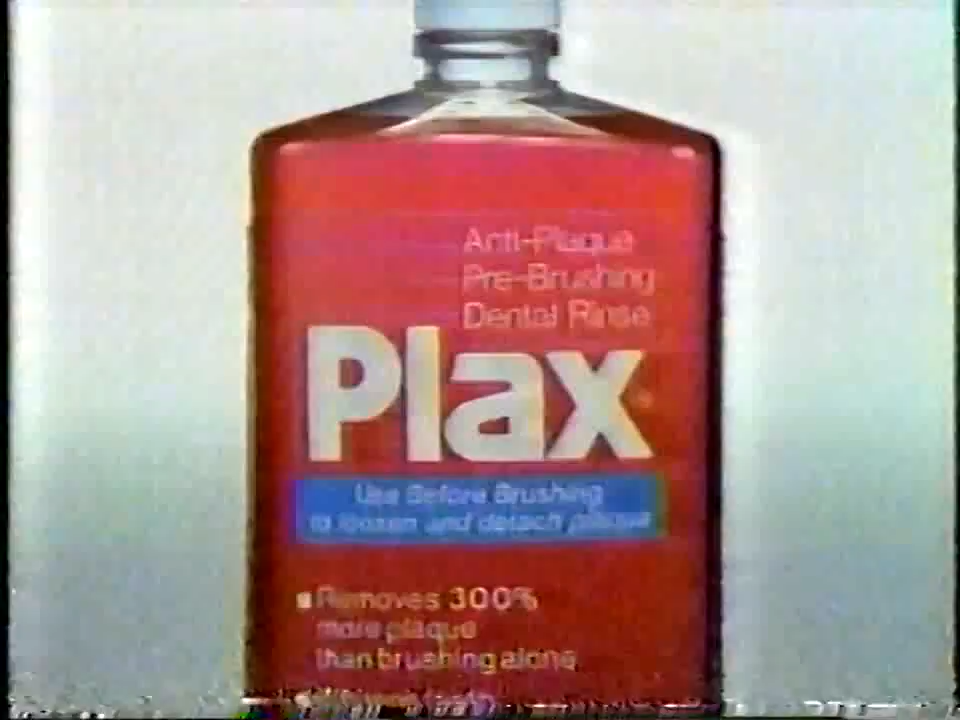 Anti-Plaque
Pre-Brushing
Dental Rinse
Plax
Use Before Brushing
to loosen and detach plaque
Removes 300%
more plaque
than brushing alone